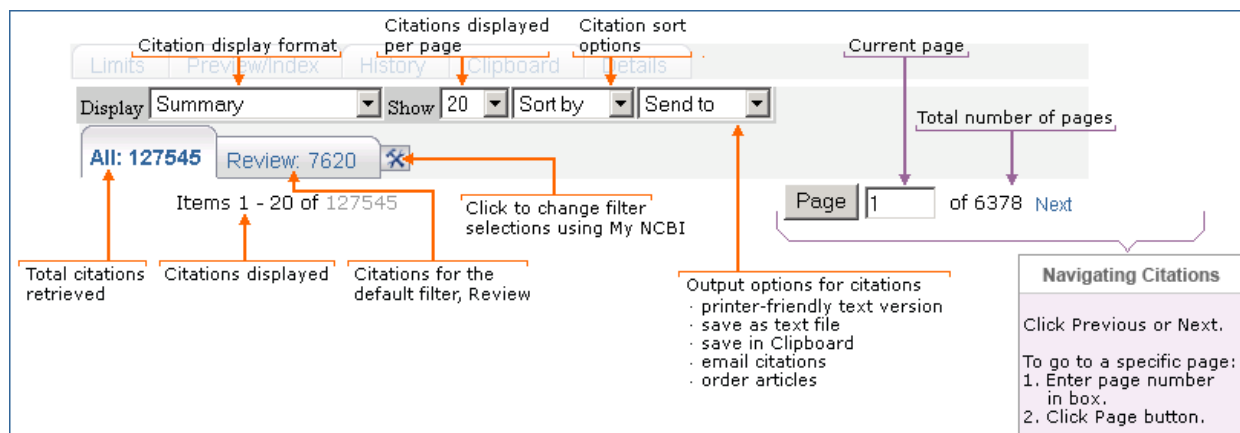 Citation display format
Citations displayed
per page
Citation sort
options
Current page
Limits Preview/Index History Clipboard Details
Display Summary Show 20 Sort by Send to
Total number of pages
All: 127545 Review: 7620
Items 1 - 20 of 127545
Click to change filter
selections using My NCBI
Page 1 of 6378 Next
Total citations
retrieved
Citations displayed
Citations for the
default filter, Review
Output options for citations
· printer-friendly text version
· save as text file
· save in Clipboard
· email citations
· order articles
Navigating Citations
Click Previous or Next.
To go to a specific page:
1. Enter page number
in box.
2. Click Page button.